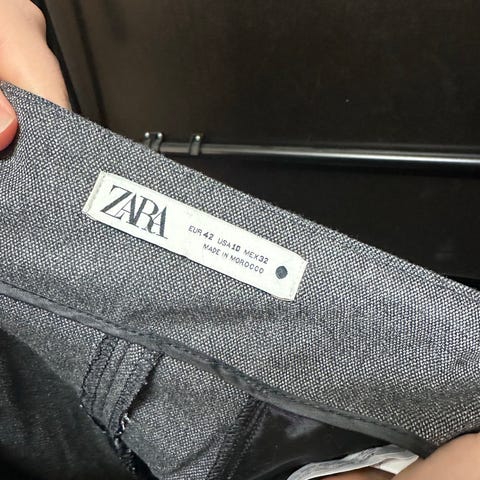 ZARA
EUR 42 USA 10 MEX 32
MADE IN MOROCCO